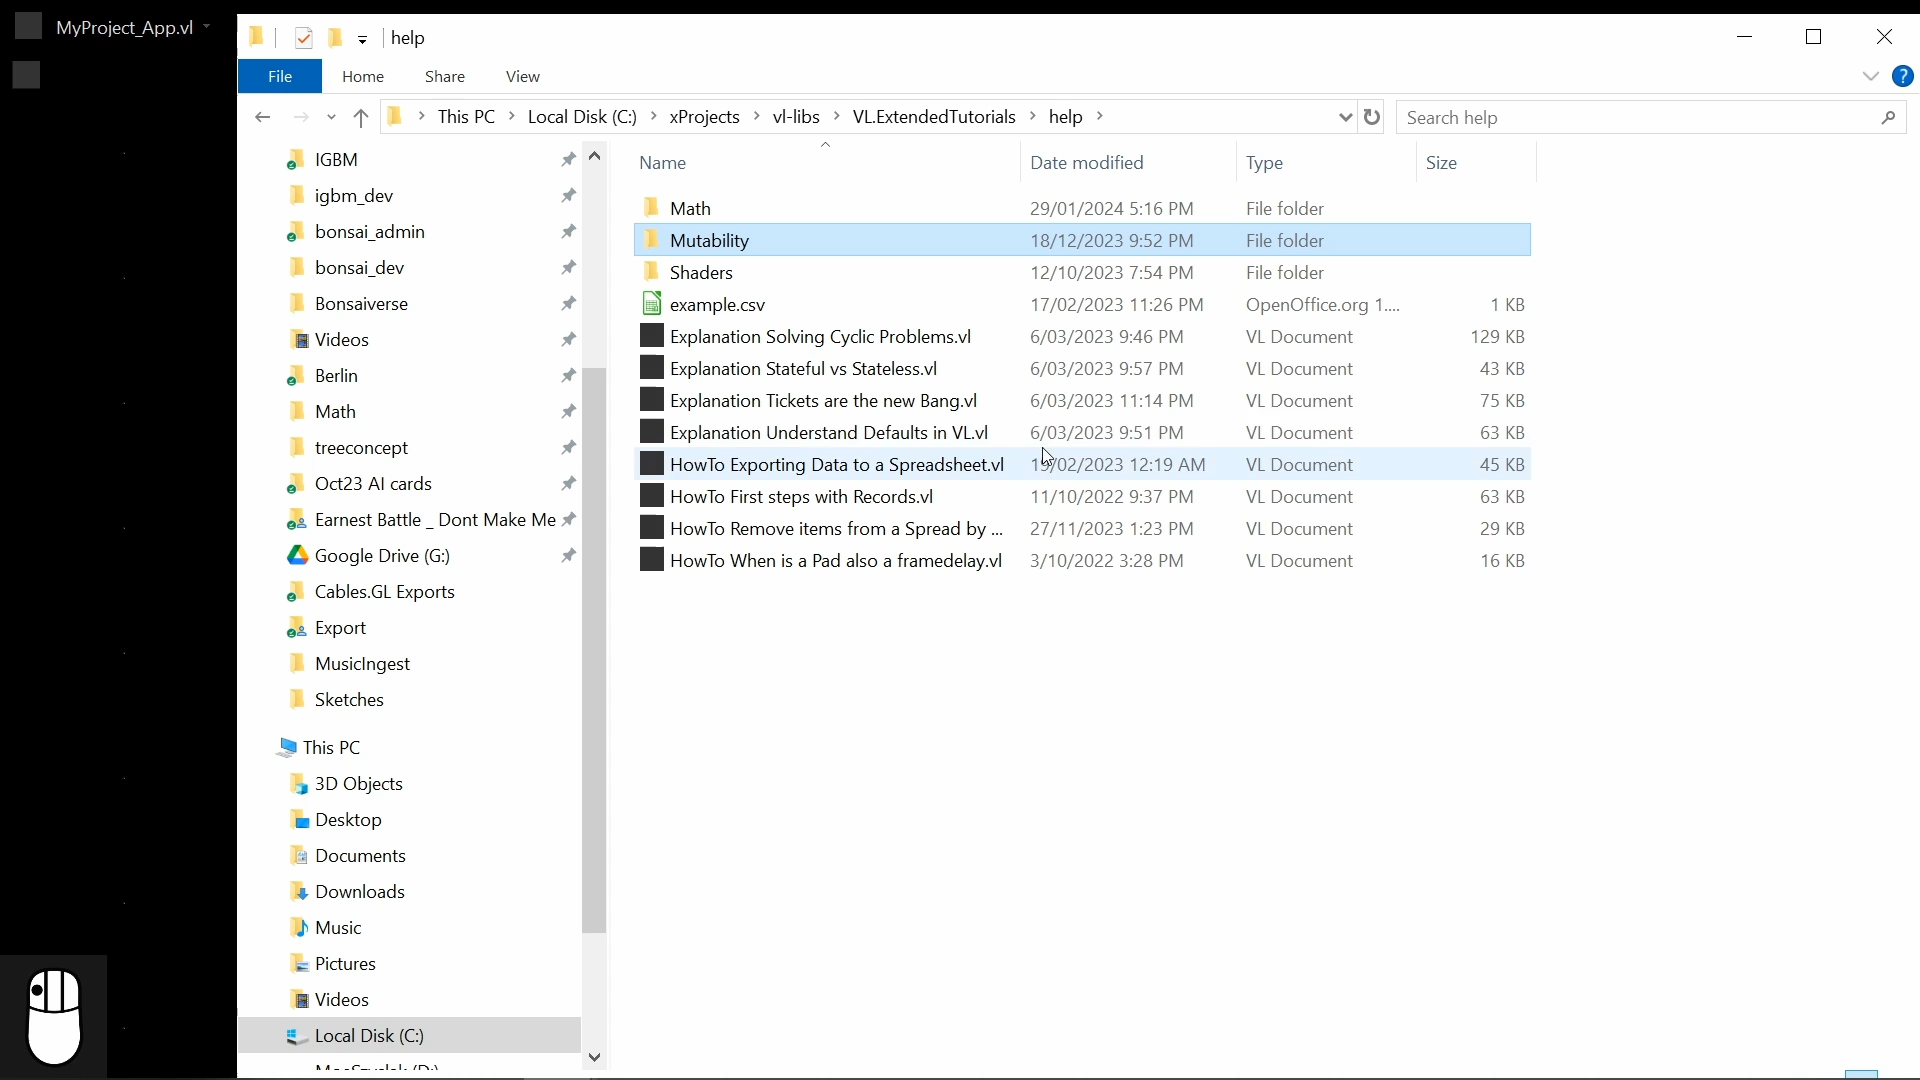 MyProject_App.vl
help
File Home Share View
This PC Local Disk (C:) xProjects vl-libs VL.ExtendedTutorials help
Search help
IGBM
igbm_dev
bonsai_admin
bonsai_dev
Bonsaiverse
Videos
Berlin
Math
treeconcept
Oct23 AI cards
Earnest Battle _ Dont Make Me
Google Drive (G:)
Cables.GL Exports
Export
MusicIngest
Sketches
This PC
3D Objects
Desktop
Documents
Downloads
Music
Pictures
Videos
Local Disk (C:)
Name Date modified Type Size
Math 29/01/2024 5:16 PM File folder
Mutability 18/12/2023 9:52 PM File folder
Shaders 12/10/2023 7:54 PM File folder
example.csv 17/02/2023 11:26 PM OpenOffice.org 1.... 1 KB
Explanation Solving Cyclic Problems.vl 6/03/2023 9:46 PM VL Document 129 KB
Explanation Stateful vs Stateless.vl 6/03/2023 9:57 PM VL Document 43 KB
Explanation Tickets are the new Bang.vl 6/03/2023 11:14 PM VL Document 75 KB
Explanation Understand Defaults in VL.vl 6/03/2023 9:51 PM VL Document 63 KB
HowTo Exporting Data to a Spreadsheet.vl 12:19 AM VL Document 45 KB
HowTo First steps with Records.vl 11/10/2022 9:37 PM VL Document 63 KB
HowTo Remove items from a Spread by ... 27/11/2023 1:23 PM VL Document 29 KB
HowTo When is a Pad also a framedelay.vl 3/10/2022 3:28 PM VL Document 16 KB